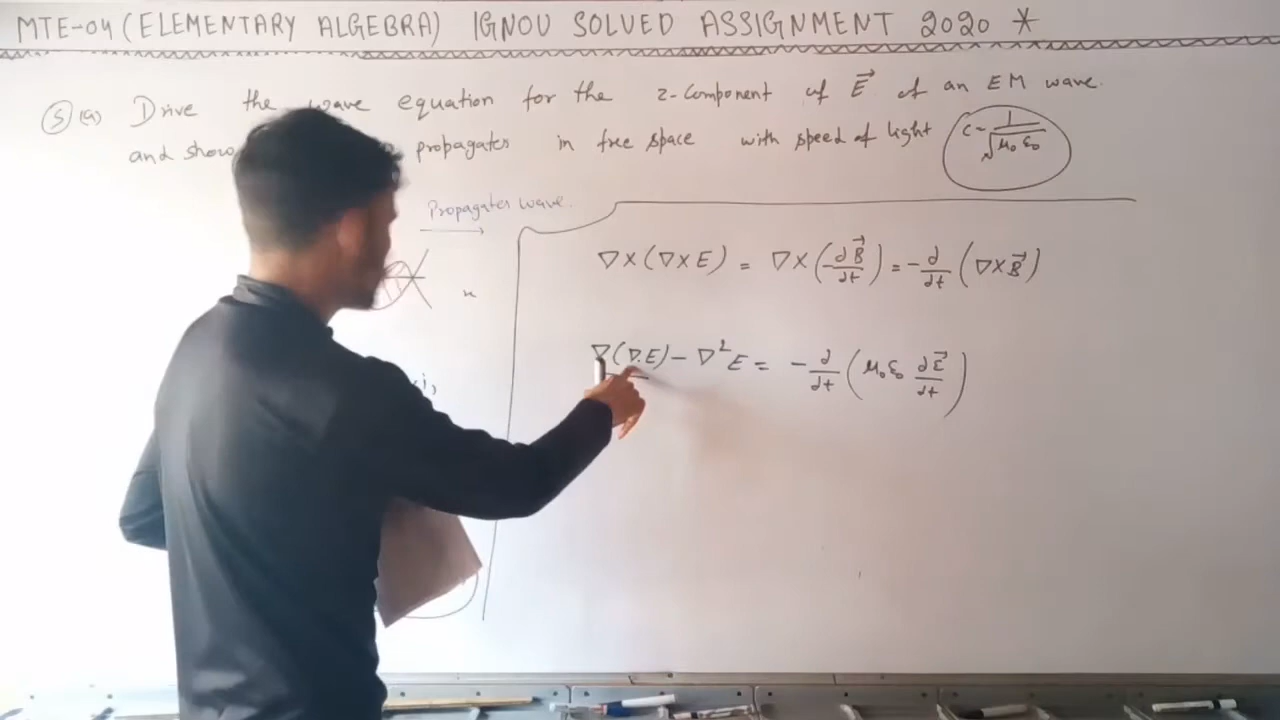 MTE-04 (ELEMENTARY ALGEBRA) IGNOU SOLVED ASSIGNMENT 2020 *
5 (a) Drive the wave equation for the z-Component of E⃗ of an EM wave.
and show propagates in free space with speed of light C = 1/√(μ₀ε₀)
Propagates wave.
∇X(∇XE) = ∇X(-∂B⃗/∂t) = -∂/∂t (∇XB⃗)
x
∇(∇.E) - ∇²E = -∂/∂t (μ₀ε₀ ∂E⃗/∂t)